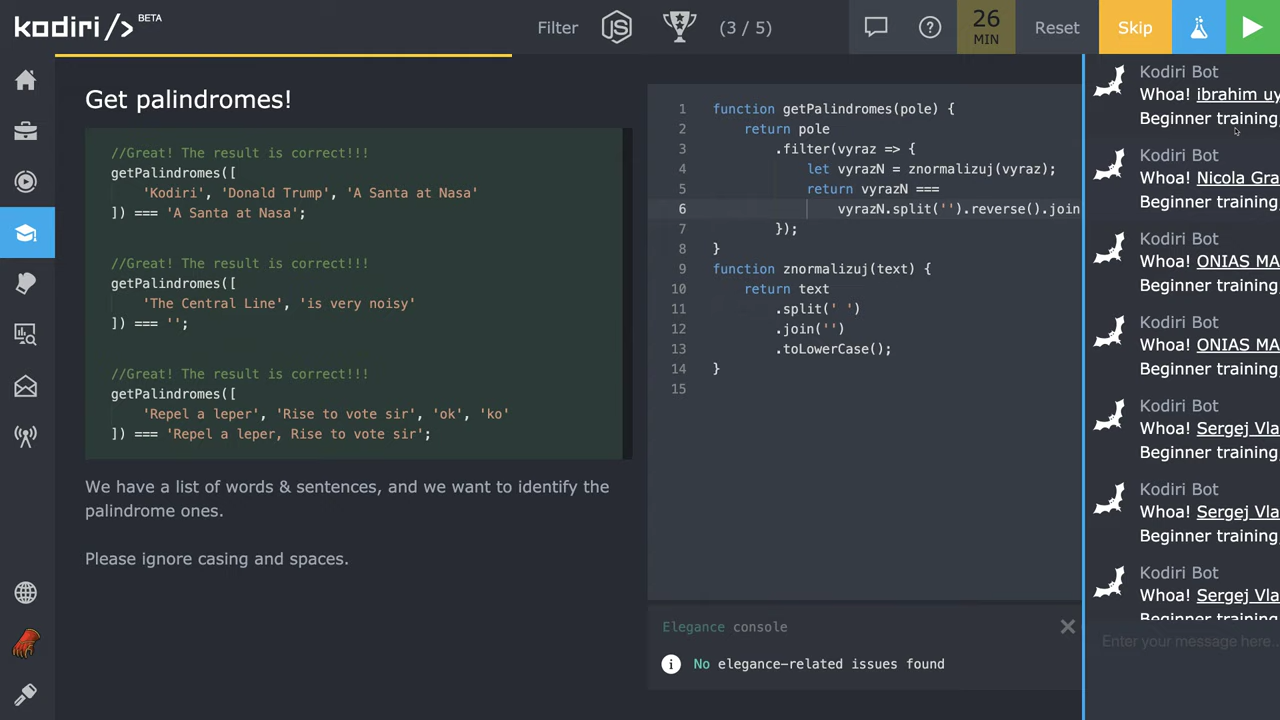 kodiri /> BETA
Filter
JS
(3 / 5)
26
MIN
Reset
Skip
Get palindromes!
//Great! The result is correct!!!
getPalindromes([
'Kodiri', 'Donald Trump', 'A Santa at Nasa'
]) === 'A Santa at Nasa';
//Great! The result is correct!!!
getPalindromes([
'The Central Line', 'is very noisy'
]) === '';
//Great! The result is correct!!!
getPalindromes([
'Repel a leper', 'Rise to vote sir', 'ok', 'ko'
]) === 'Repel a leper, Rise to vote sir';
We have a list of words & sentences, and we want to identify the
palindrome ones.
Please ignore casing and spaces.
1 function getPalindromes(pole) {
2 return pole
3 .filter(vyraz => {
4 let vyrazN = znormalizuj(vyraz);
5 return vyrazN ===
6 vyrazN.split('').reverse().join
7 });
8 }
9 function znormalizuj(text) {
10 return text
11 .split(' ')
12 .join('')
13 .toLowerCase();
14 }
15
Elegance console
No elegance-related issues found
Kodiri Bot
Whoa! ibrahim uy
Beginner training,
Kodiri Bot
Whoa! Nicola Gra
Beginner training,
Kodiri Bot
Whoa! ONIAS MA
Beginner training,
Kodiri Bot
Whoa! ONIAS MA
Beginner training,
Kodiri Bot
Whoa! Sergej Vla
Beginner training,
Kodiri Bot
Whoa! Sergej Vla
Beginner training,
Kodiri Bot
Whoa! Sergej Vla
Beginner training,
Enter your message here..